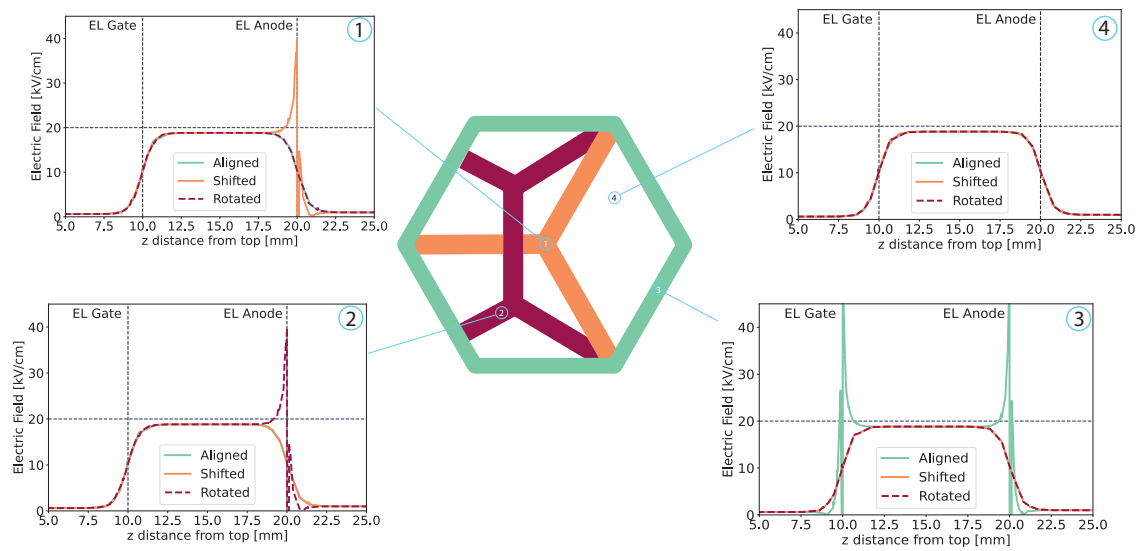 EL Gate
EL Anode
1
Electric Field [kV/cm]
40
30
20
10
0
Aligned
Shifted
Rotated
5.0 7.5 10.0 12.5 15.0 17.5 20.0 22.5 25.0
z distance from top [mm]
EL Gate
EL Anode
4
Electric Field [kV/cm]
40
30
20
10
0
Aligned
Shifted
Rotated
5.0 7.5 10.0 12.5 15.0 17.5 20.0 22.5 25.0
z distance from top [mm]
4
1
3
2
EL Gate
EL Anode
2
Electric Field [kV/cm]
40
30
20
10
0
Aligned
Shifted
Rotated
5.0 7.5 10.0 12.5 15.0 17.5 20.0 22.5 25.0
z distance from top [mm]
EL Gate
EL Anode
3
Electric Field [kV/cm]
40
30
20
10
0
Aligned
Shifted
Rotated
5.0 7.5 10.0 12.5 15.0 17.5 20.0 22.5 25.0
z distance from top [mm]